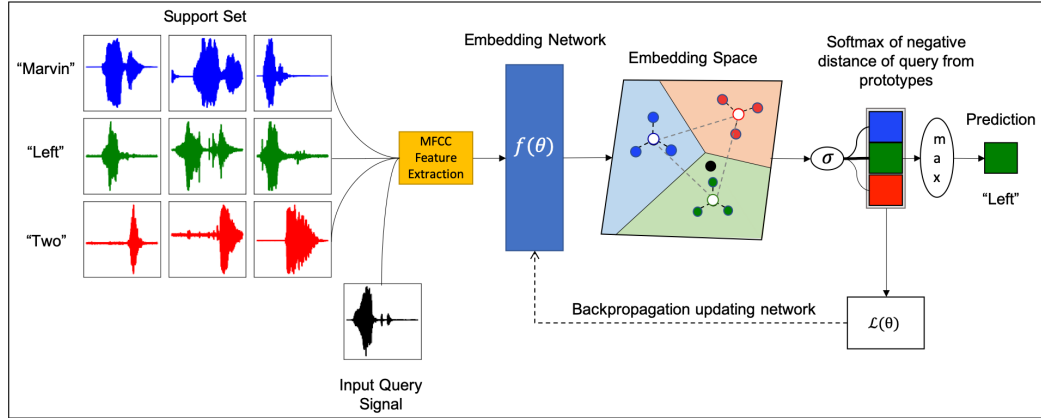 Support Set
“Marvin”
“Left”
“Two”
Input Query
Signal
MFCC
Feature
Extraction
Embedding Network
f(θ)
Embedding Space
Softmax of negative
distance of query from
prototypes
σ
m
a
x
Prediction
“Left”
Backpropagation updating network
ℒ(θ)